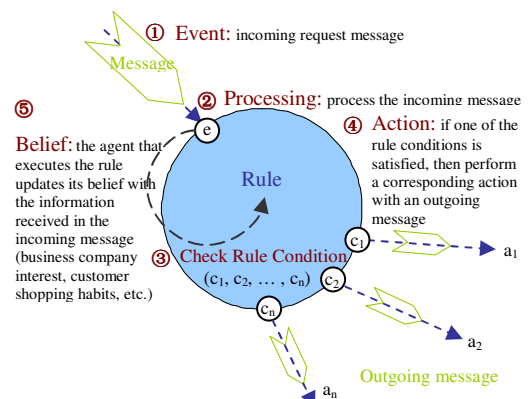 ① Event: incoming request message
Message
⑤
② Processing: process the incoming message
e
④ Action: if one of the
rule conditions is
satisfied, then perform
a corresponding action
with an outgoing
message
Belief: the agent that
executes the rule
updates its belief with
the information
received in the
incoming message
(business company
interest, customer
shopping habits, etc.)
Rule
③ Check Rule Condition
(c1, c2, … , cn)
c1
a1
c2
a2
cn
an
Outgoing message